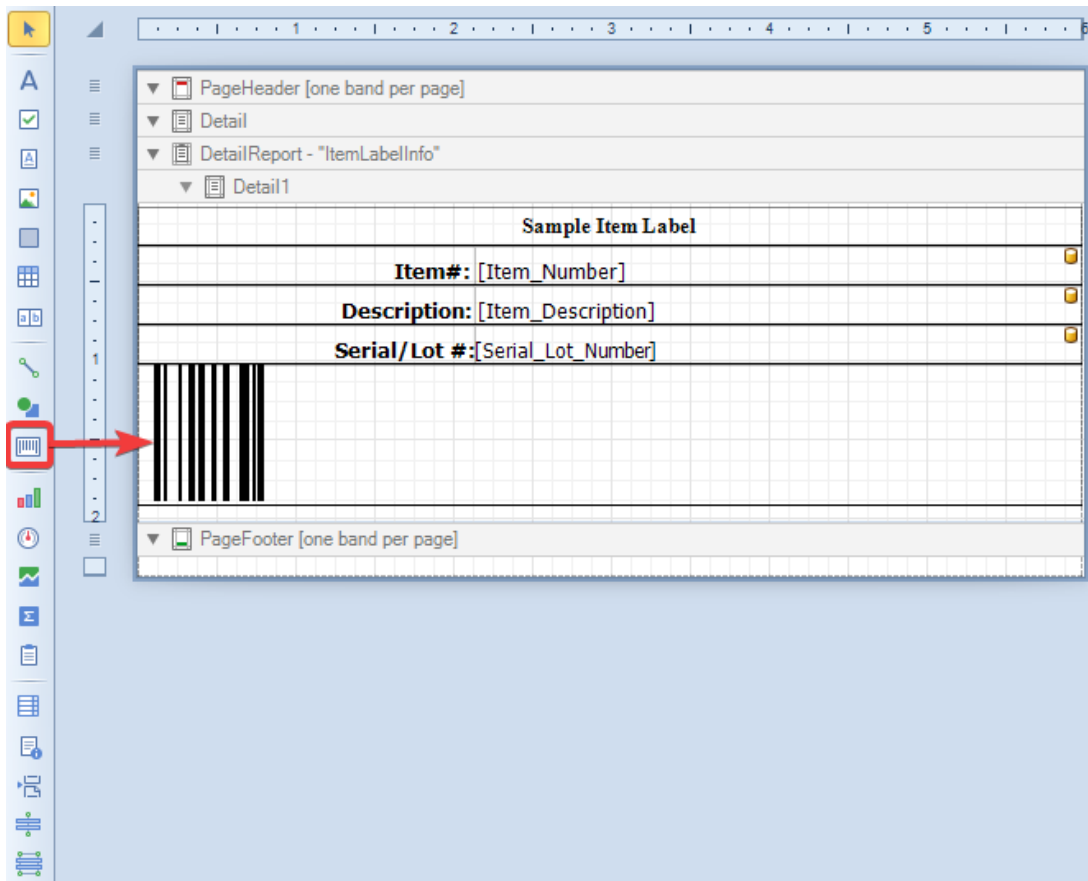 1 2 3 4 5 6
A
PageHeader [one band per page]
Detail
A
DetailReport - "ItemLabelInfo"
Detail1
Sample Item Label
Item#: [Item_Number]
Description: [Item_Description]
a b
Serial/Lot #:[Serial_Lot_Number]
1
2
PageFooter [one band per page]
Σ